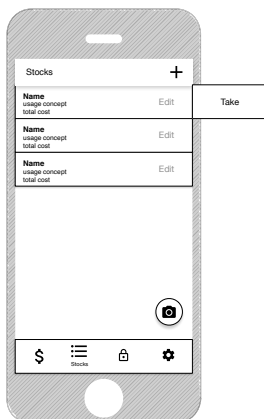 Stocks +
Name
usage concept
total cost
Edit
Take
Name
usage concept
total cost
Edit
Name
usage concept
total cost
Edit
$
Stocks